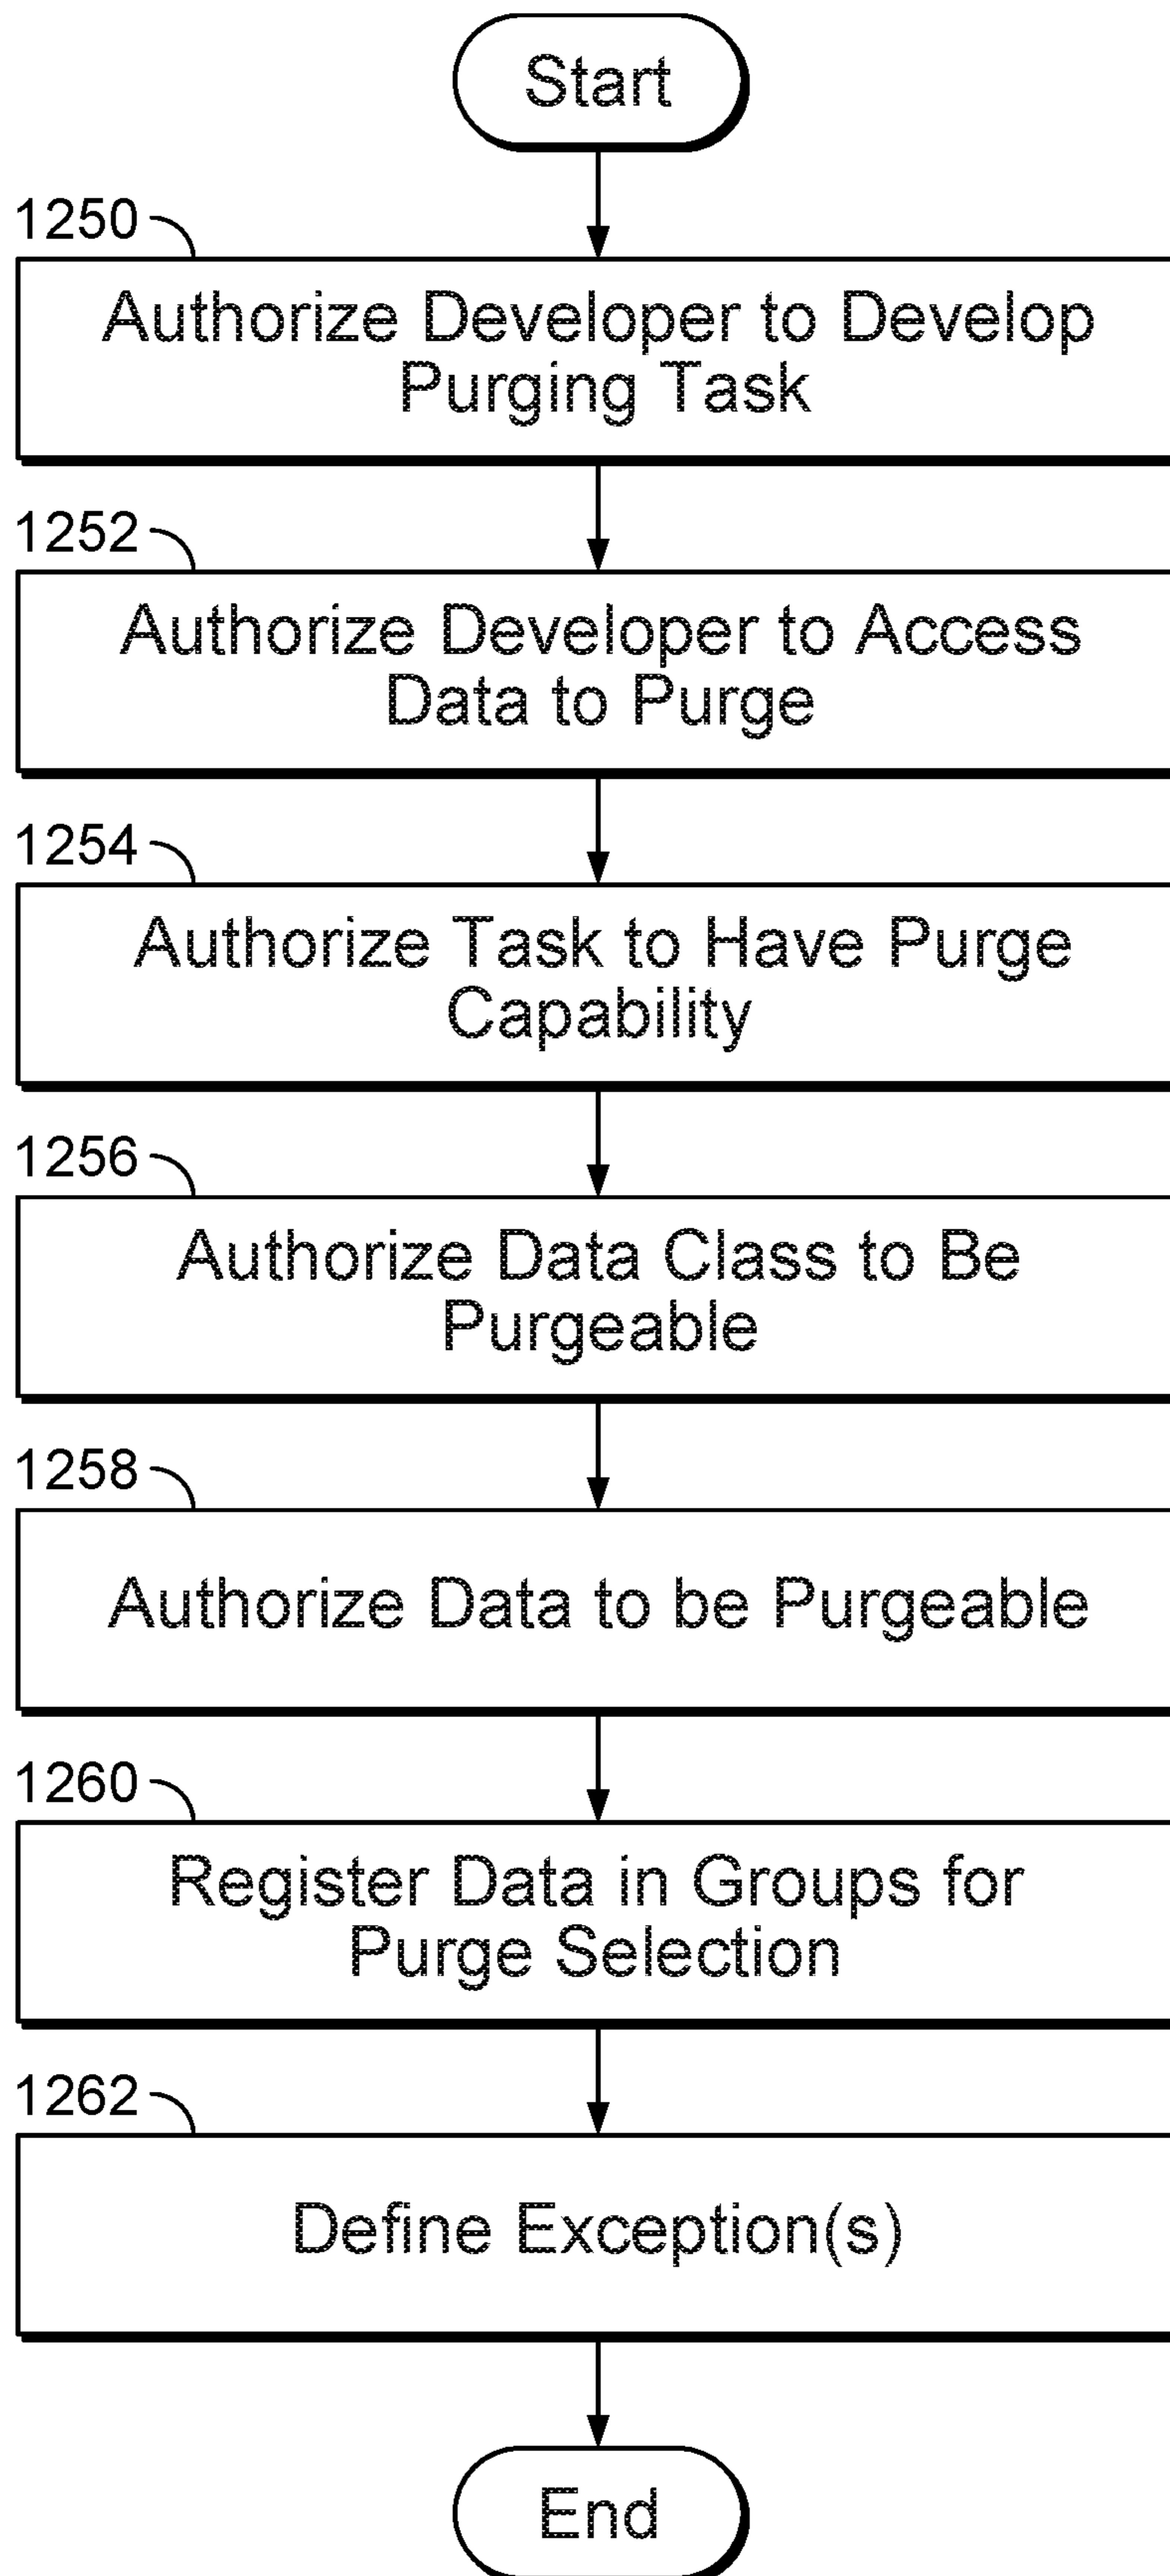 Start
1250
Authorize Developer to Develop
Purging Task
1252
Authorize Developer to Access
Data to Purge
1254
Authorize Task to Have Purge
Capability
1256
Authorize Data Class to Be
Purgeable
1258
Authorize Data to be Purgeable
1260
Register Data in Groups for
Purge Selection
1262
Define Exception(s)
End